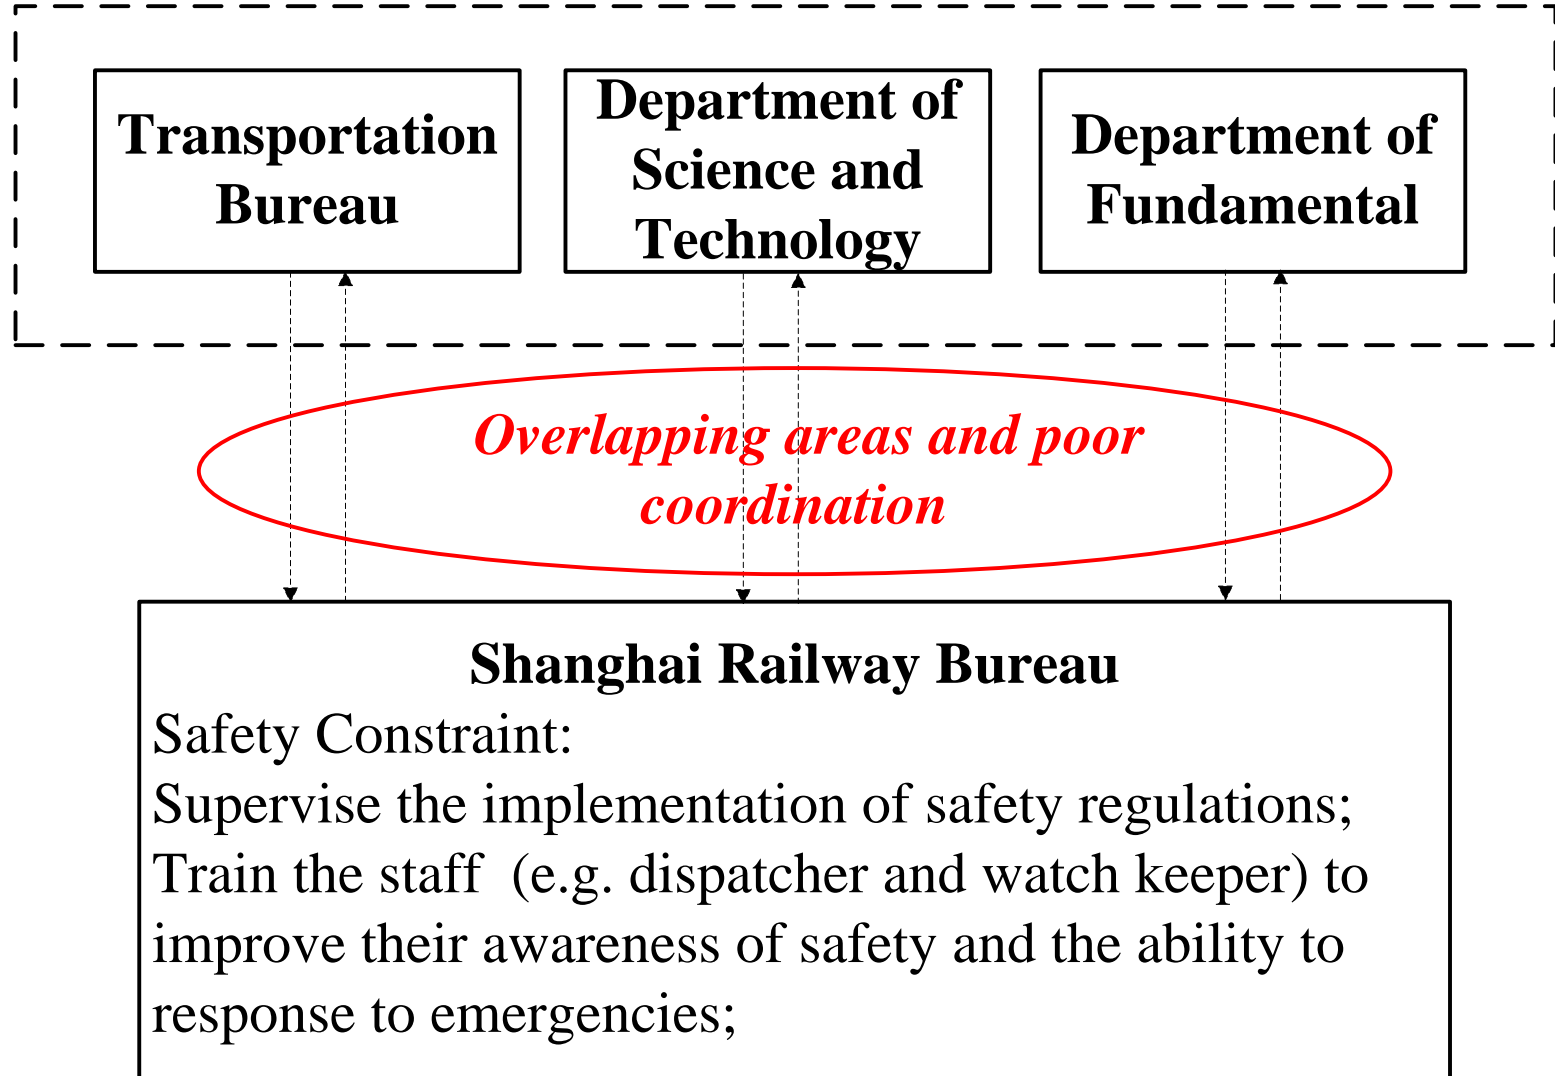 Transportation
Bureau
Department of
Science and
Technology
Department of
Fundamental
Overlapping areas and poor
coordination
Shanghai Railway Bureau
Safety Constraint:
Supervise the implementation of safety regulations;
Train the staff (e.g. dispatcher and watch keeper) to
improve their awareness of safety and the ability to
response to emergencies;